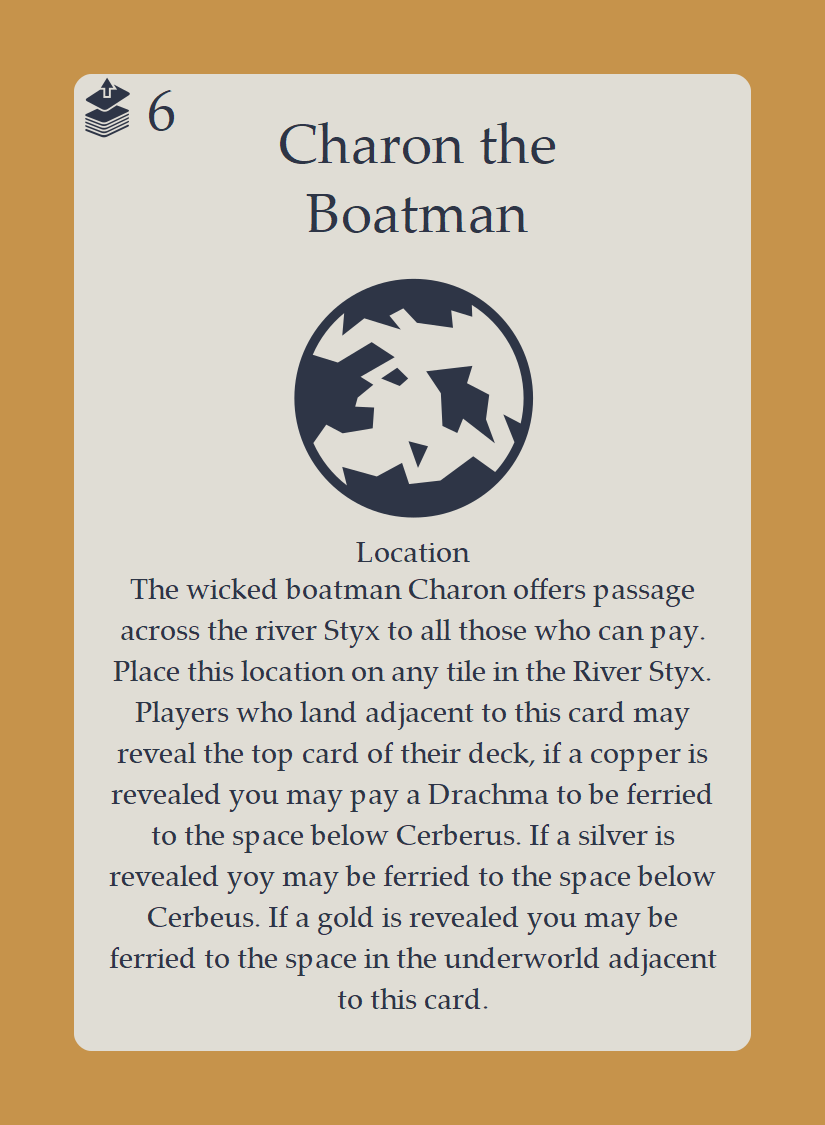 6
Charon the
Boatman
Location
The wicked boatman Charon offers passage
across the river Styx to all those who can pay.
Place this location on any tile in the River Styx.
Players who land adjacent to this card may
reveal the top card of their deck, if a copper is
revealed you may pay a Drachma to be ferried
to the space below Cerberus. If a silver is
revealed yoy may be ferried to the space below
Cerbeus. If a gold is revealed you may be
ferried to the space in the underworld adjacent
to this card.